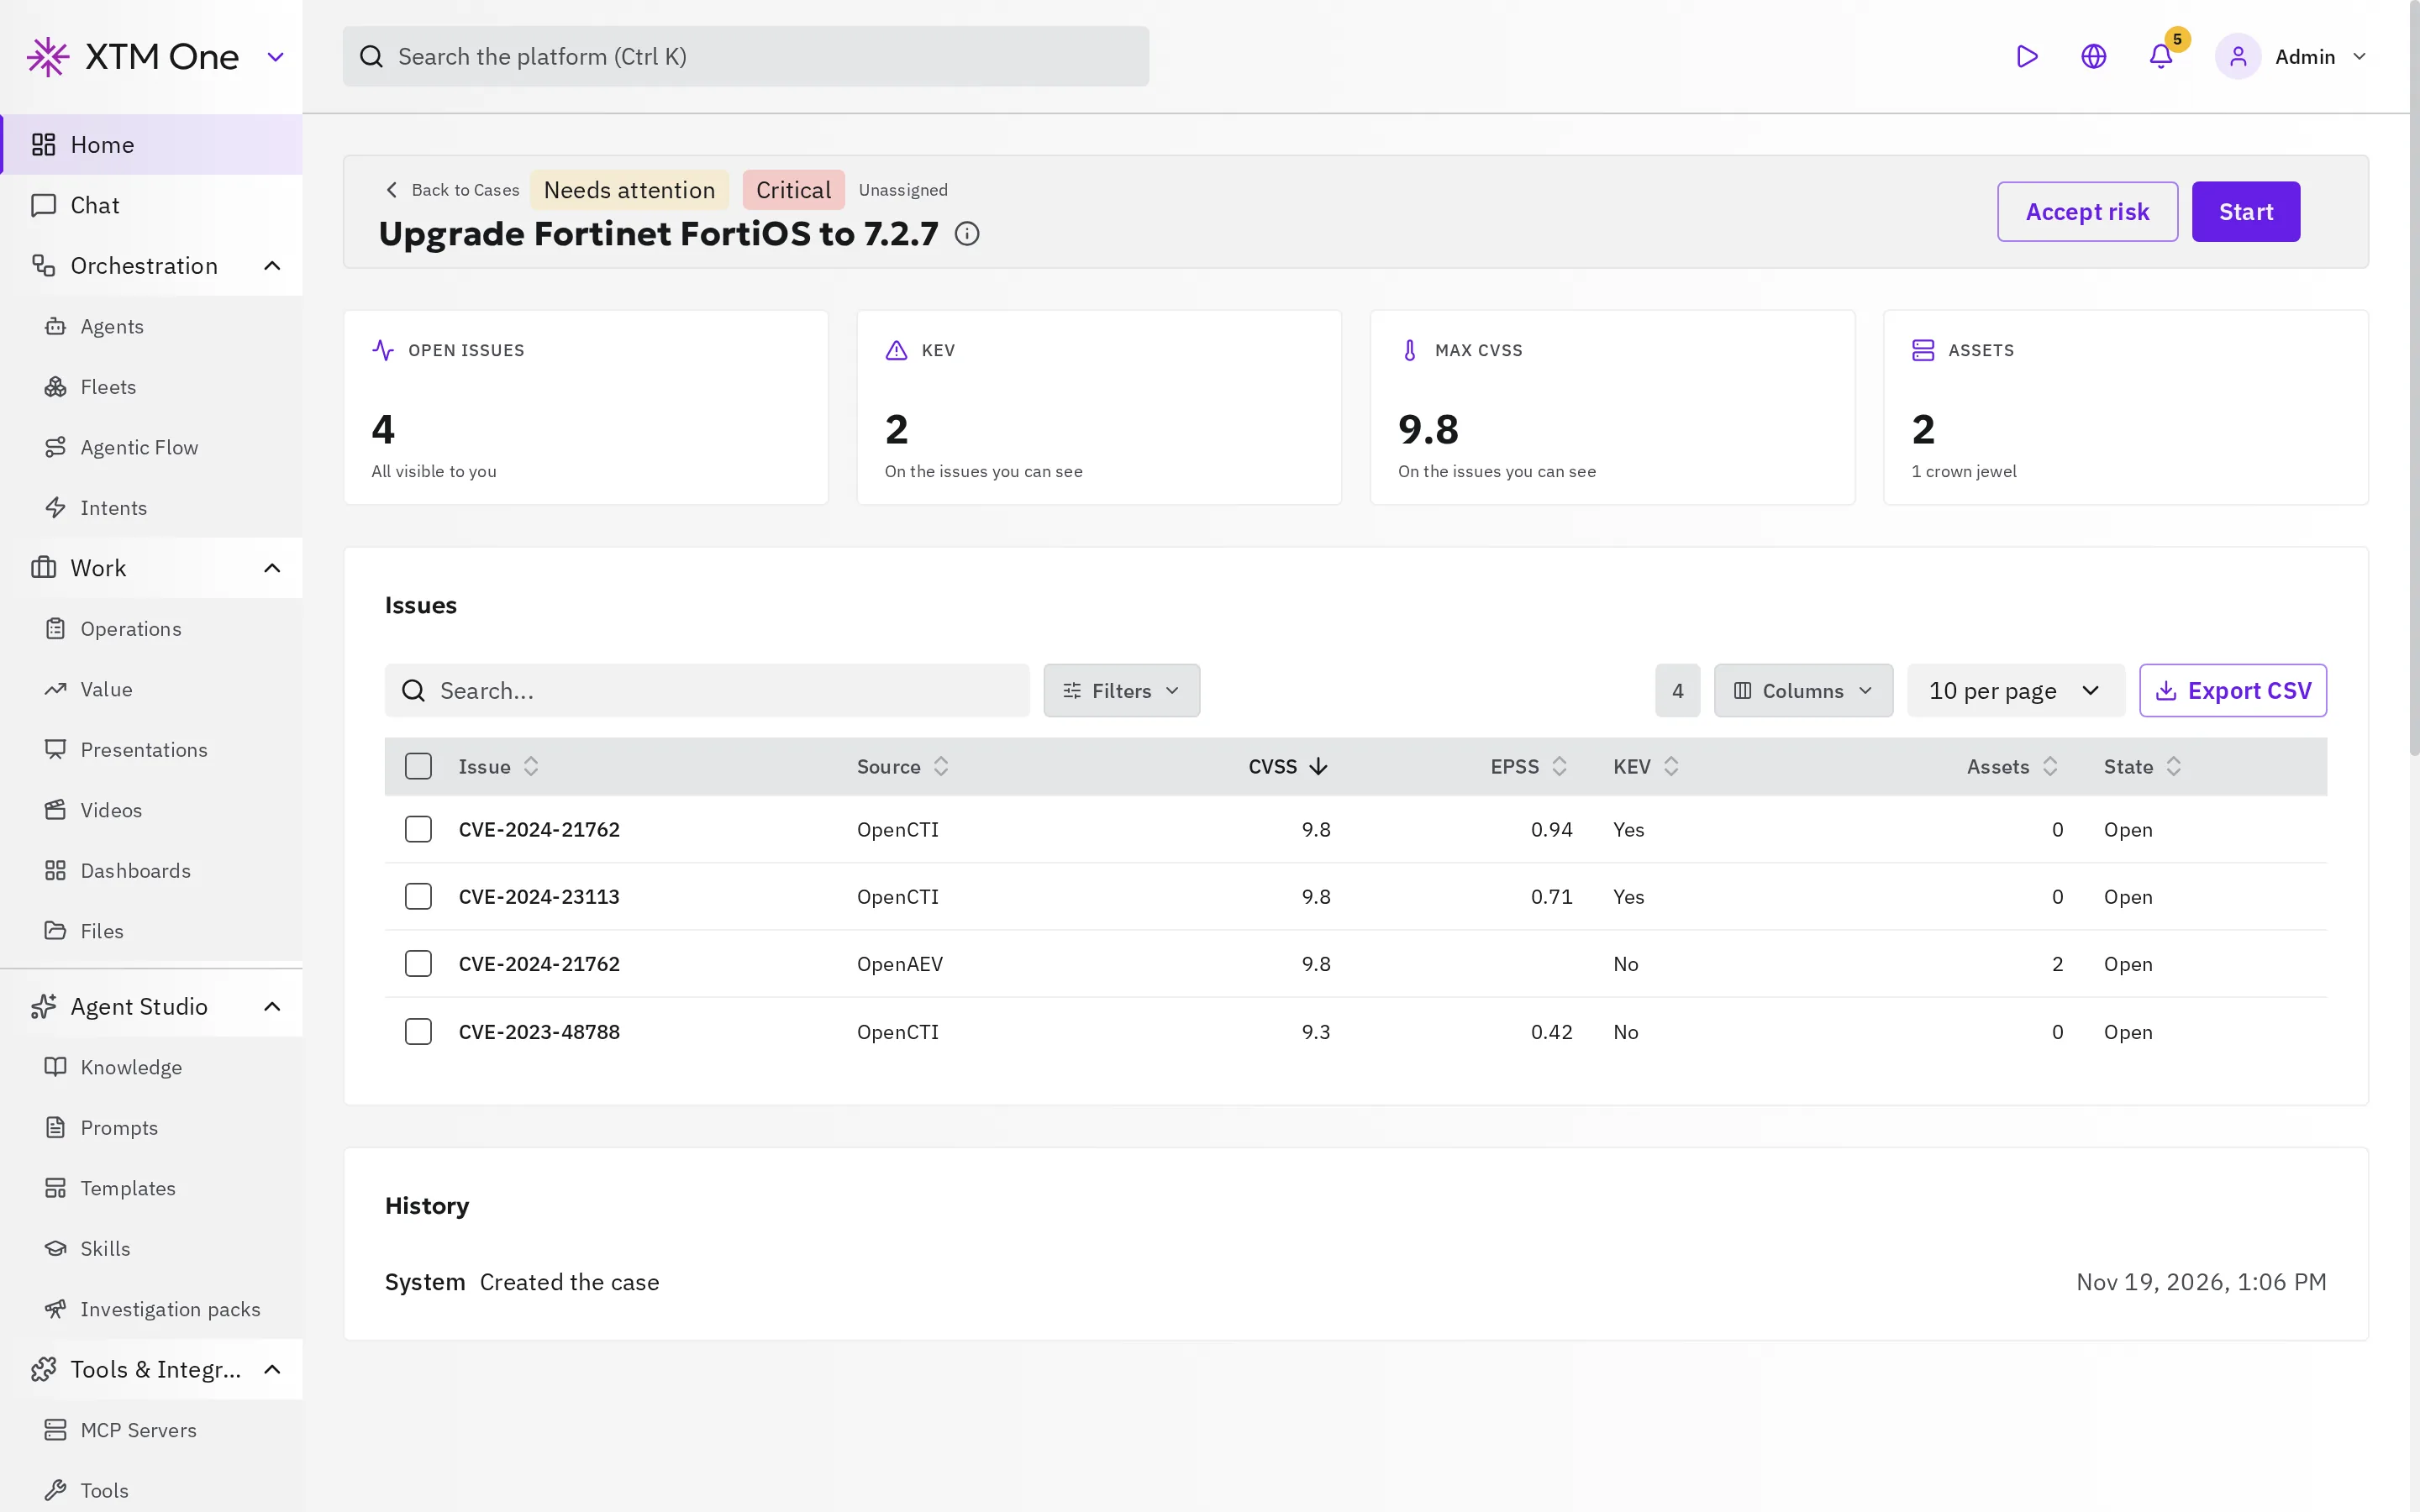 XTM One
Search the platform (Ctrl K)
5
Admin
Home
Chat
Orchestration
Agents
Fleets
Agentic Flow
Intents
Work
Operations
Value
Presentations
Videos
Dashboards
Files
Agent Studio
Knowledge
Prompts
Templates
Skills
Investigation packs
Tools & Integr...
MCP Servers
Tools
Back to Cases Needs attention Critical Unassigned
Upgrade Fortinet FortiOS to 7.2.7
Accept risk Start
OPEN ISSUES
4
All visible to you
KEV
2
On the issues you can see
MAX CVSS
9.8
On the issues you can see
ASSETS
2
1 crown jewel
Issues
Search... Filters 4 Columns 10 per page Export CSV
Issue Source CVSS EPSS KEV Assets State
CVE-2024-21762 OpenCTI 9.8 0.94 Yes 0 Open
CVE-2024-23113 OpenCTI 9.8 0.71 Yes 0 Open
CVE-2024-21762 OpenAEV 9.8 No 2 Open
CVE-2023-48788 OpenCTI 9.3 0.42 No 0 Open
History
System Created the case Nov 19, 2026, 1:06 PM